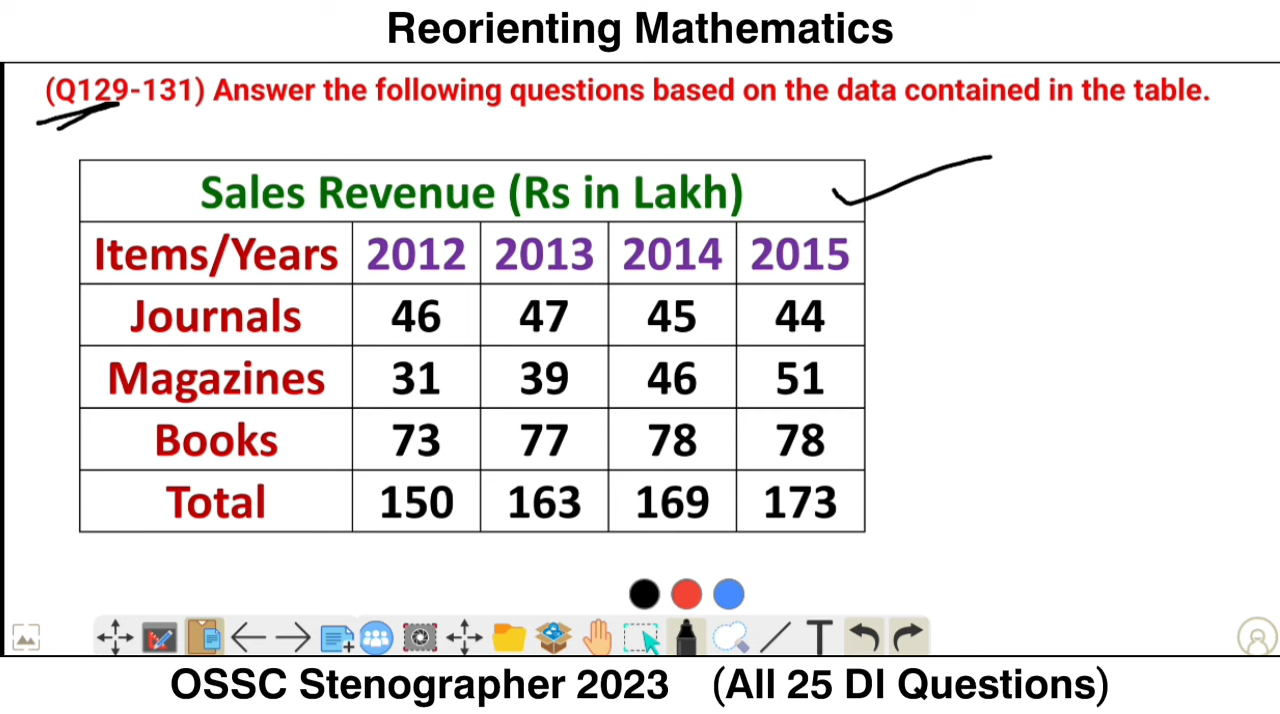 Reorienting Mathematics
(Q129-131) Answer the following questions based on the data contained in the table.
Sales Revenue (Rs in Lakh)
Items/Years 2012 2013 2014 2015
Journals 46 47 45 44
Magazines 31 39 46 51
Books 73 77 78 78
Total 150 163 169 173
T
OSSC Stenographer 2023 (All 25 DI Questions)